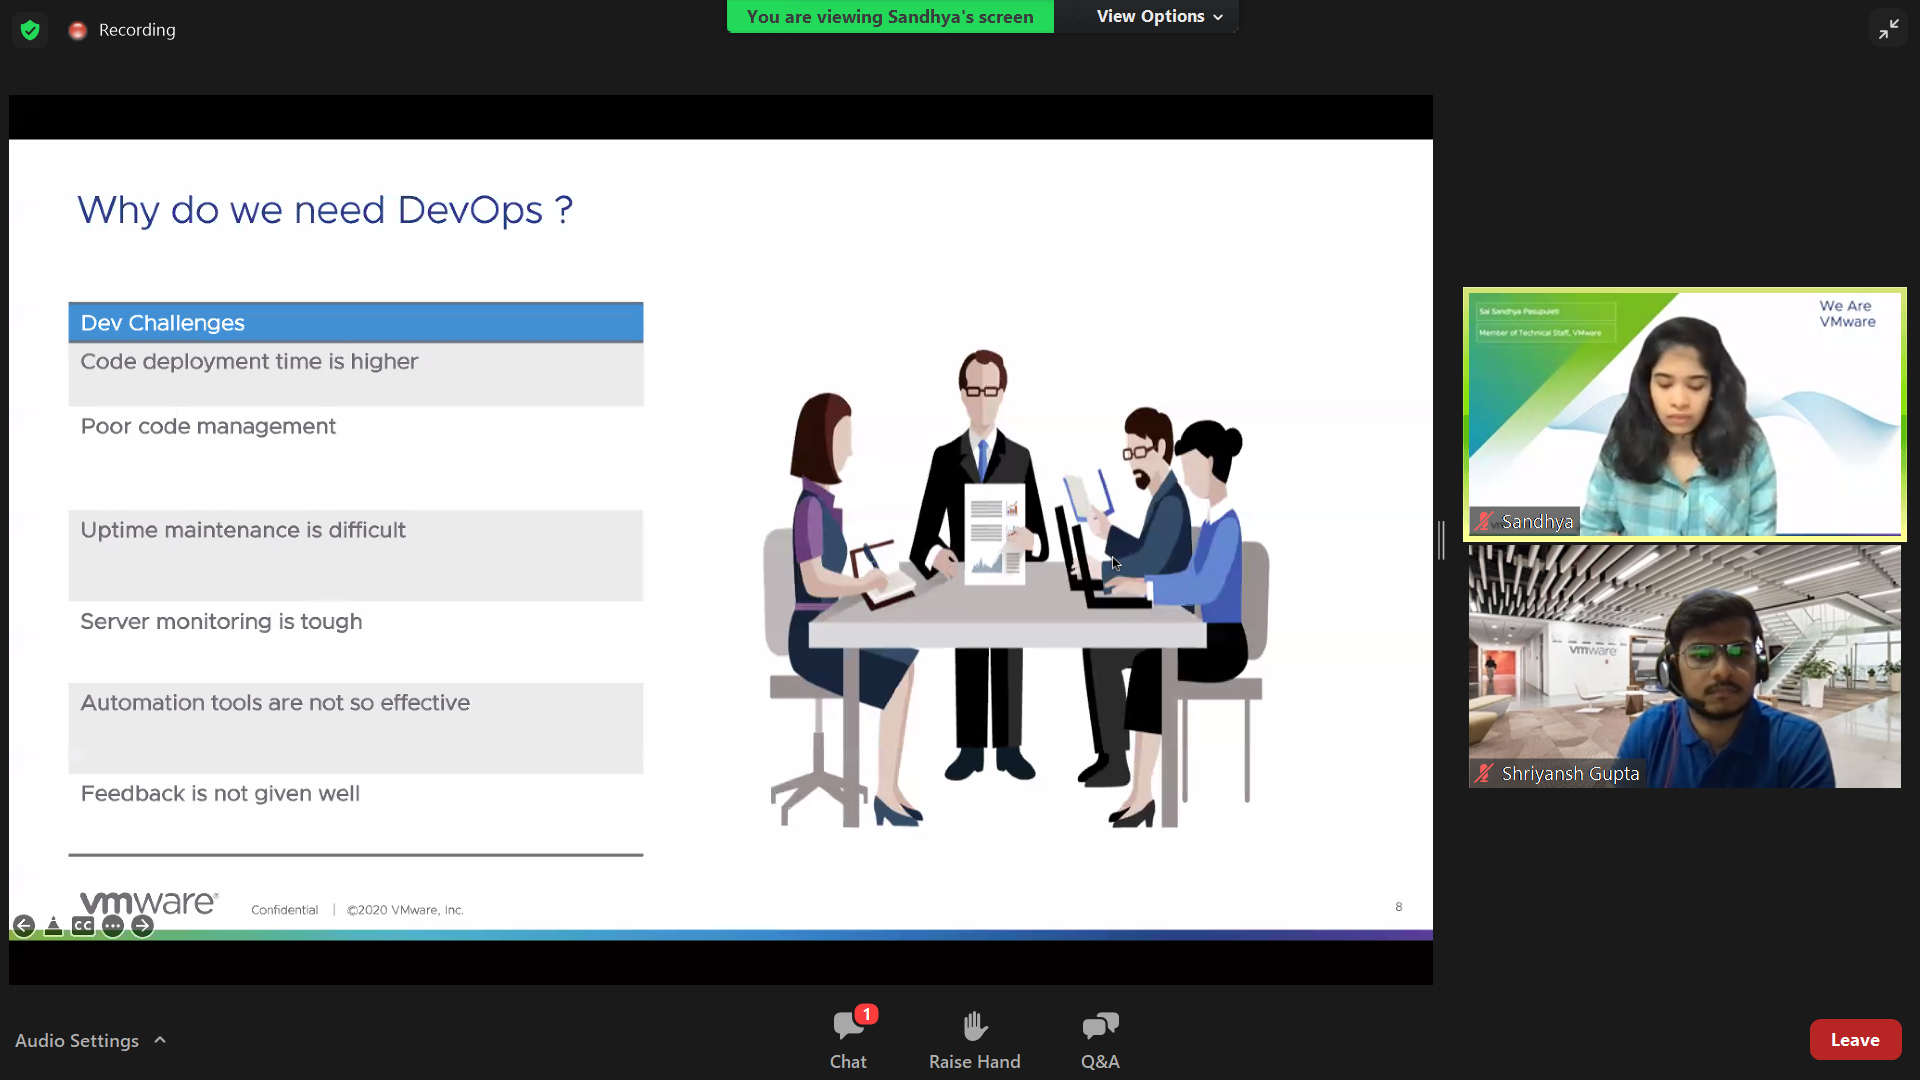 Recording
You are viewing Sandhya's screen
View Options
Why do we need DevOps ?
Dev Challenges
Code deployment time is higher
Poor code management
Uptime maintenance is difficult
Server monitoring is tough
Automation tools are not so effective
Feedback is not given well
vmware®
Confidential | ©2020 VMware, Inc.
8
CC
Sai Sandhya Pasupuleti
Member of Technical Staff, VMware
We Are
VMware
Sandhya
vmware
Shriyansh Gupta
Audio Settings
1
Chat
Raise Hand
Q&A
Leave